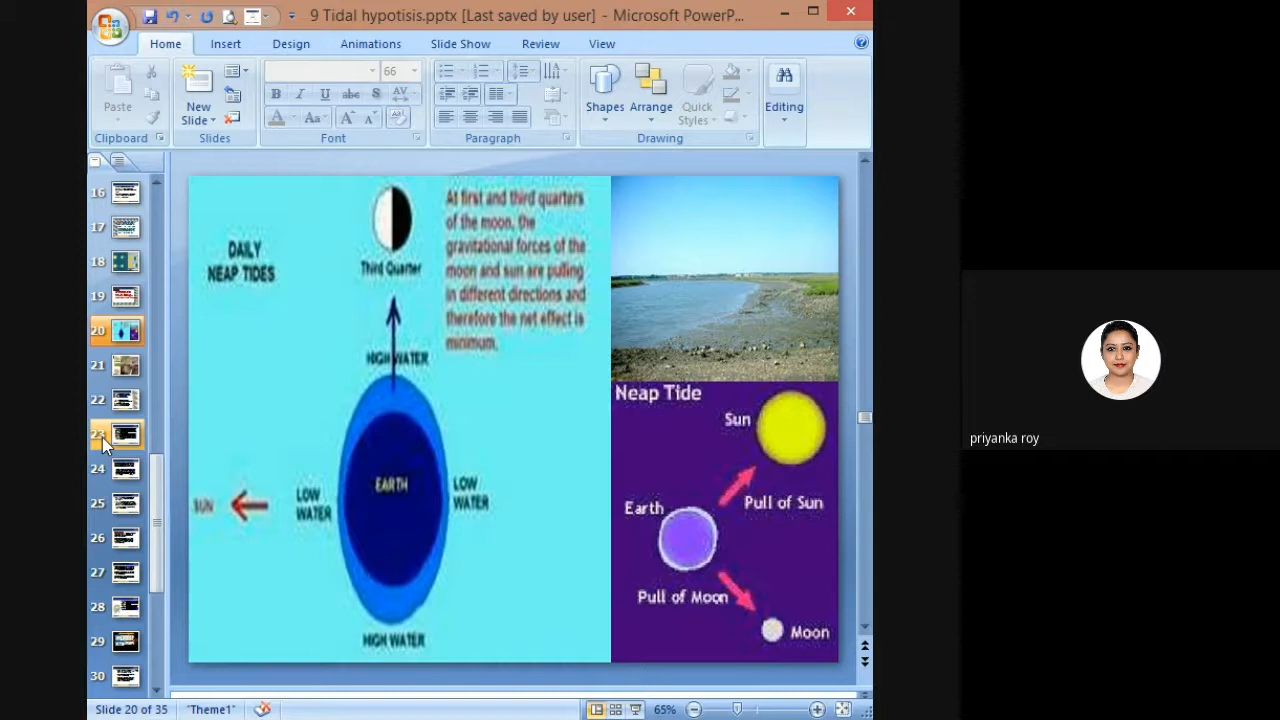 9 Tidal hypotisis.pptx [Last saved by user] - Microsoft PowerP...
Home Insert Design Animations Slide Show Review View
66
Paste
New
Slide
Shapes Arrange Quick
Styles
Editing
Clipboard Slides Font Paragraph Drawing
16
17
18
19
20
21
22
23
24
25
26
27
28
29
30
DAILY
NEAP TIDES
Third Quarter
At first and third quarters
of the moon, the
gravitational forces of the
moon and sun are pulling
in different directions and
therefore the net effect is
minimum.
HIGH WATER
EARTH
SUN
LOW
WATER
LOW
WATER
HIGH WATER
Neap Tide
Sun
Pull of Sun
Earth
Pull of Moon
Moon
Slide 20 of 35 "Theme1" 65%
priyanka roy